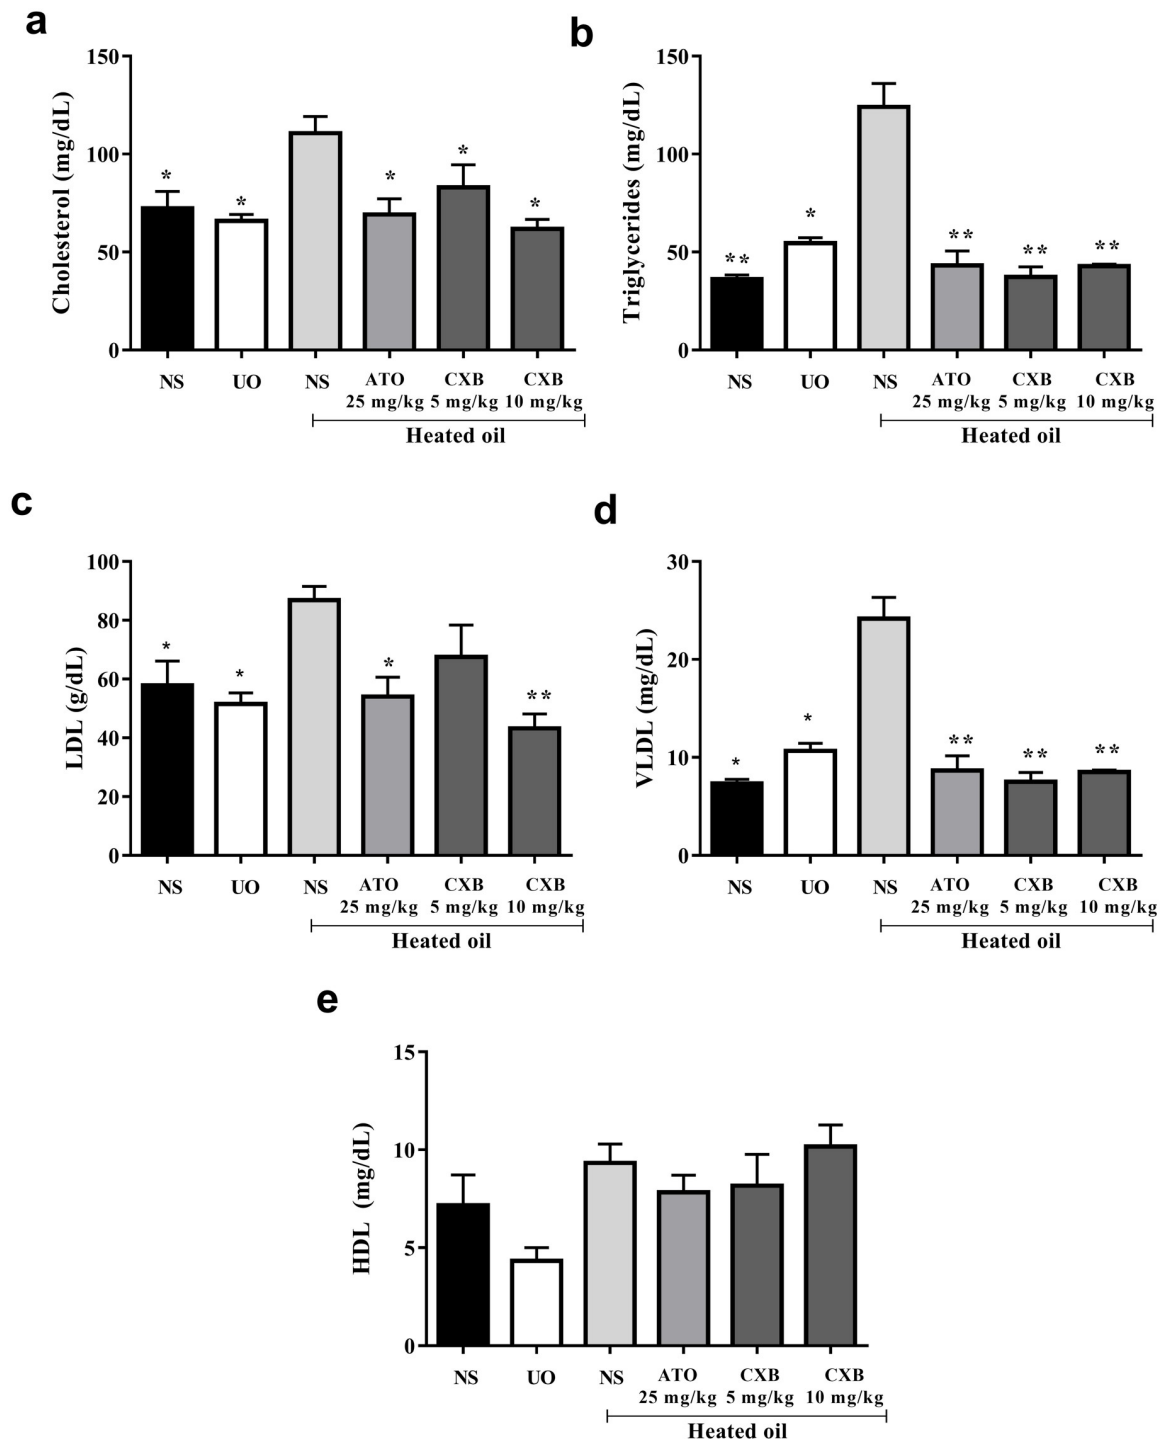 a
Cholesterol (mg/dL)
150
100
50
0
*
*
*
*
*
NS
UO
NS
ATO
25 mg/kg
CXB
5 mg/kg
CXB
10 mg/kg
Heated oil
b
Triglycerides (mg/dL)
150
100
50
0
**
*
**
**
**
NS
UO
NS
ATO
25 mg/kg
CXB
5 mg/kg
CXB
10 mg/kg
Heated oil
c
LDL (g/dL)
100
80
60
40
20
0
*
*
*
**
NS
UO
NS
ATO
25 mg/kg
CXB
5 mg/kg
CXB
10 mg/kg
Heated oil
d
VLDL (mg/dL)
30
20
10
0
*
*
**
**
**
NS
UO
NS
ATO
25 mg/kg
CXB
5 mg/kg
CXB
10 mg/kg
Heated oil
e
HDL (mg/dL)
15
10
5
0
NS
UO
NS
ATO
25 mg/kg
CXB
5 mg/kg
CXB
10 mg/kg
Heated oil